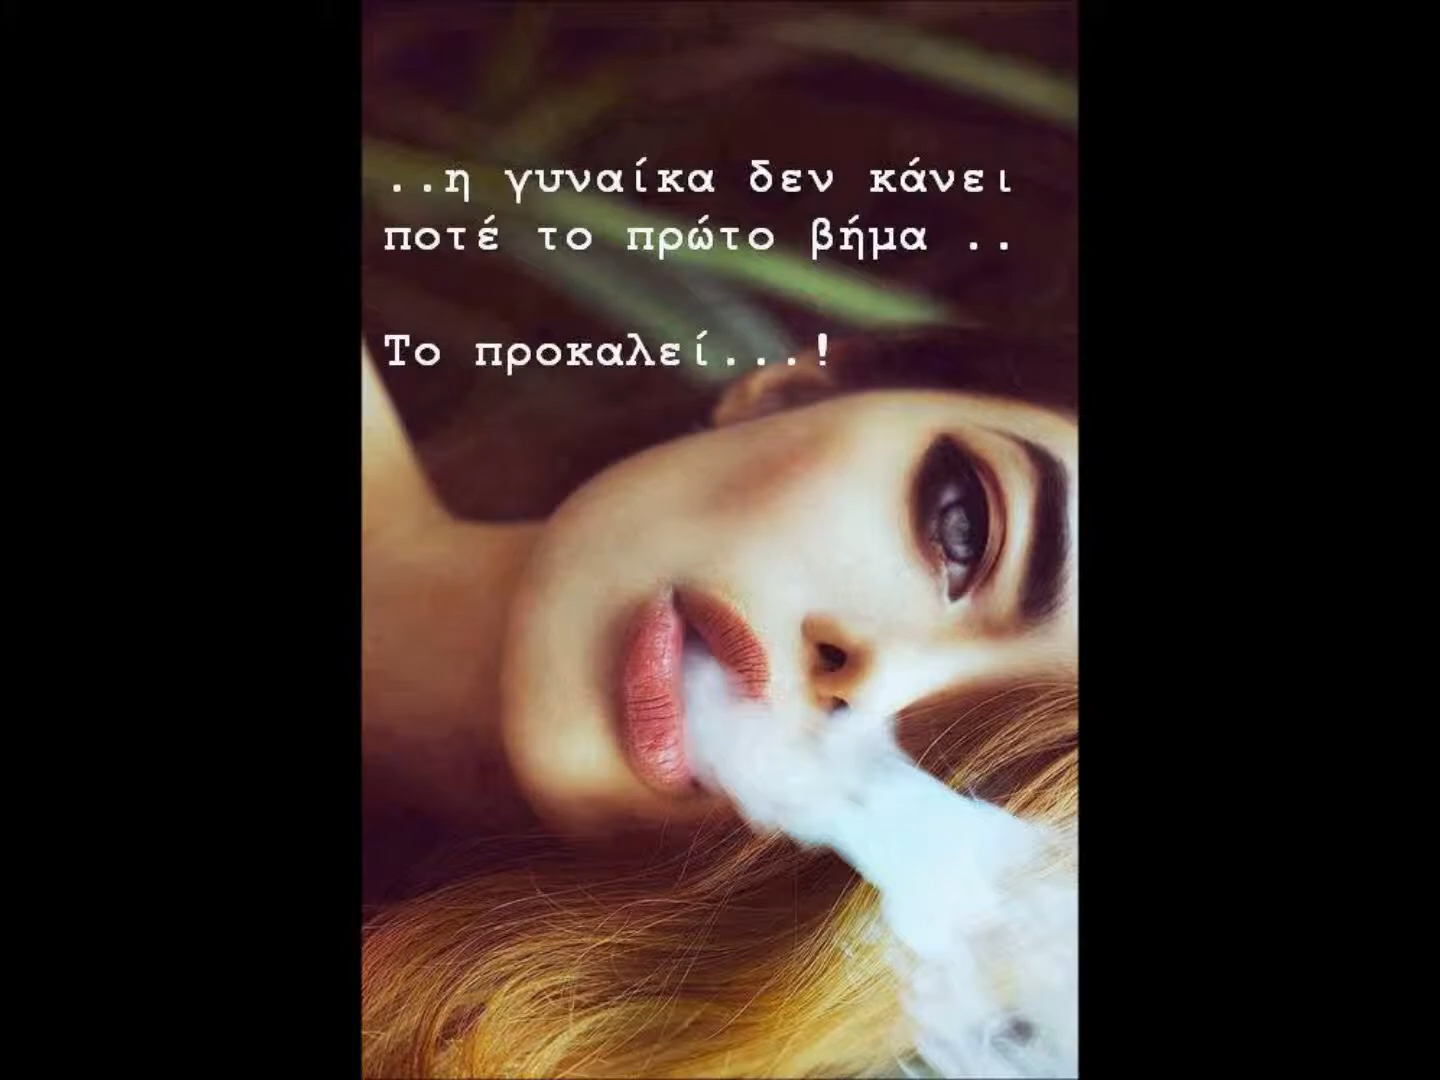 ..η γυναίκα δεν κάνει
ποτέ το πρώτο βήμα ..
Το προκαλεί...!